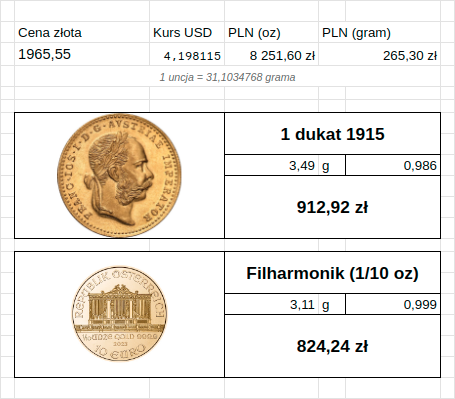 Cena złota Kurs USD PLN (oz) PLN (gram)
1965,55 4,198115 8 251,60 zł 265,30 zł
1 uncja = 31,1034768 grama
FRANC·IOS·I·D·G·AVSTRIAE IMPERATOR
1 dukat 1915
3,49 g 0,986
912,92 zł
REPUBLIK ÖSTERREICH
1/10 OUNZE GOLD 999.9
2023
10 EURO
Filharmonik (1/10 oz)
3,11 g 0,999
824,24 zł